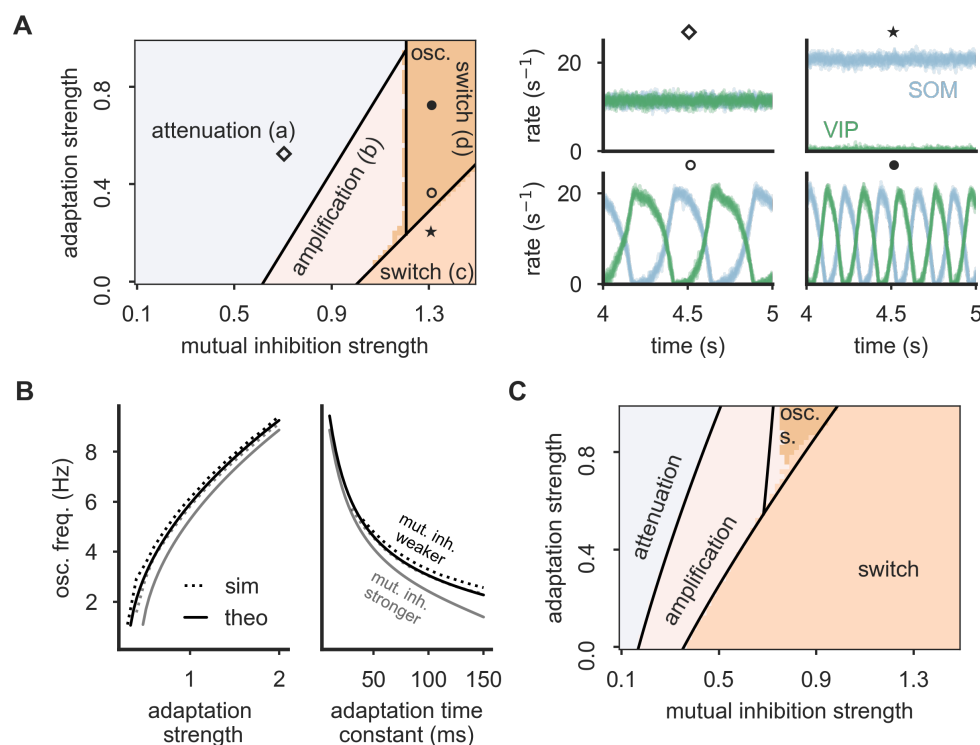 A
adaptation strength
0.8
0.4
0.0
attenuation (a)
amplification (b)
osc.
switch (d)
switch (c)
0.1
0.5
0.9
1.3
mutual inhibition strength
rate (s⁻¹)
20
0
SOM
VIP
rate (s⁻¹)
20
0
4
4.5
5
4
4.5
5
time (s)
time (s)
B
osc. freq. (Hz)
8
6
4
2
sim
theo
1
2
adaptation
strength
mut. inh.
weaker
mut. inh.
stronger
50
100
150
adaptation time
constant (ms)
C
adaptation strength
0.8
0.4
0.0
attenuation
amplification
osc.
s.
switch
0.1
0.5
0.9
1.3
mutual inhibition strength